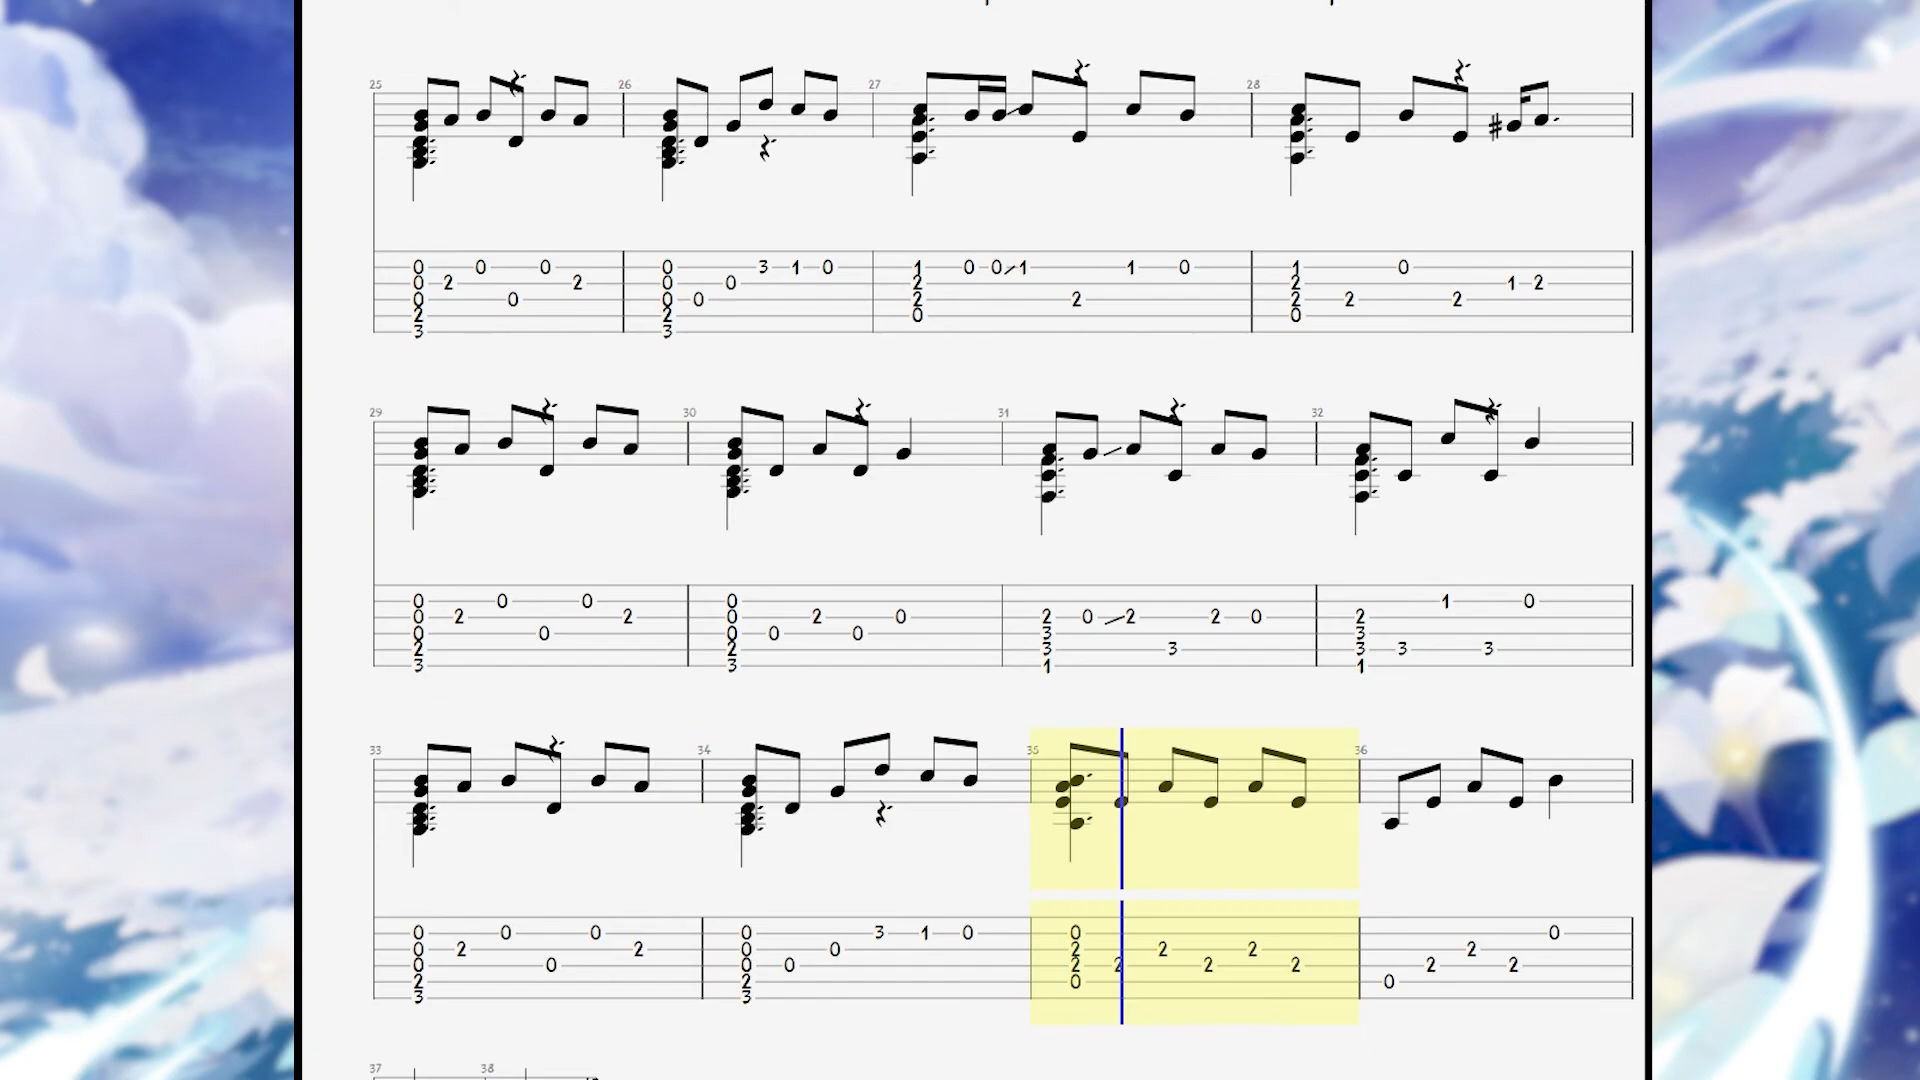 25 26 27 28
0 0 0 3 1 0 1 0 0 1 1 0 1 0
0 2 2 0 0 2 2 1 2
0 0 0 0 2 2 2 2 2
2 2 0 0
3 3
29 30 31 32
0 0 0 0 1 0
0 2 2 0 2 0 2 0 2 2 0 2
0 0 0 0 0 3 3
2 2 3 3 3 3 3
3 3 1 1
33 34 35 36
0 0 0 0 3 1 0 0 0
0 2 2 0 0 2 2 2 2
0 0 0 0 2 2 2 2 2 2
2 2 0 0
3 3
37 38